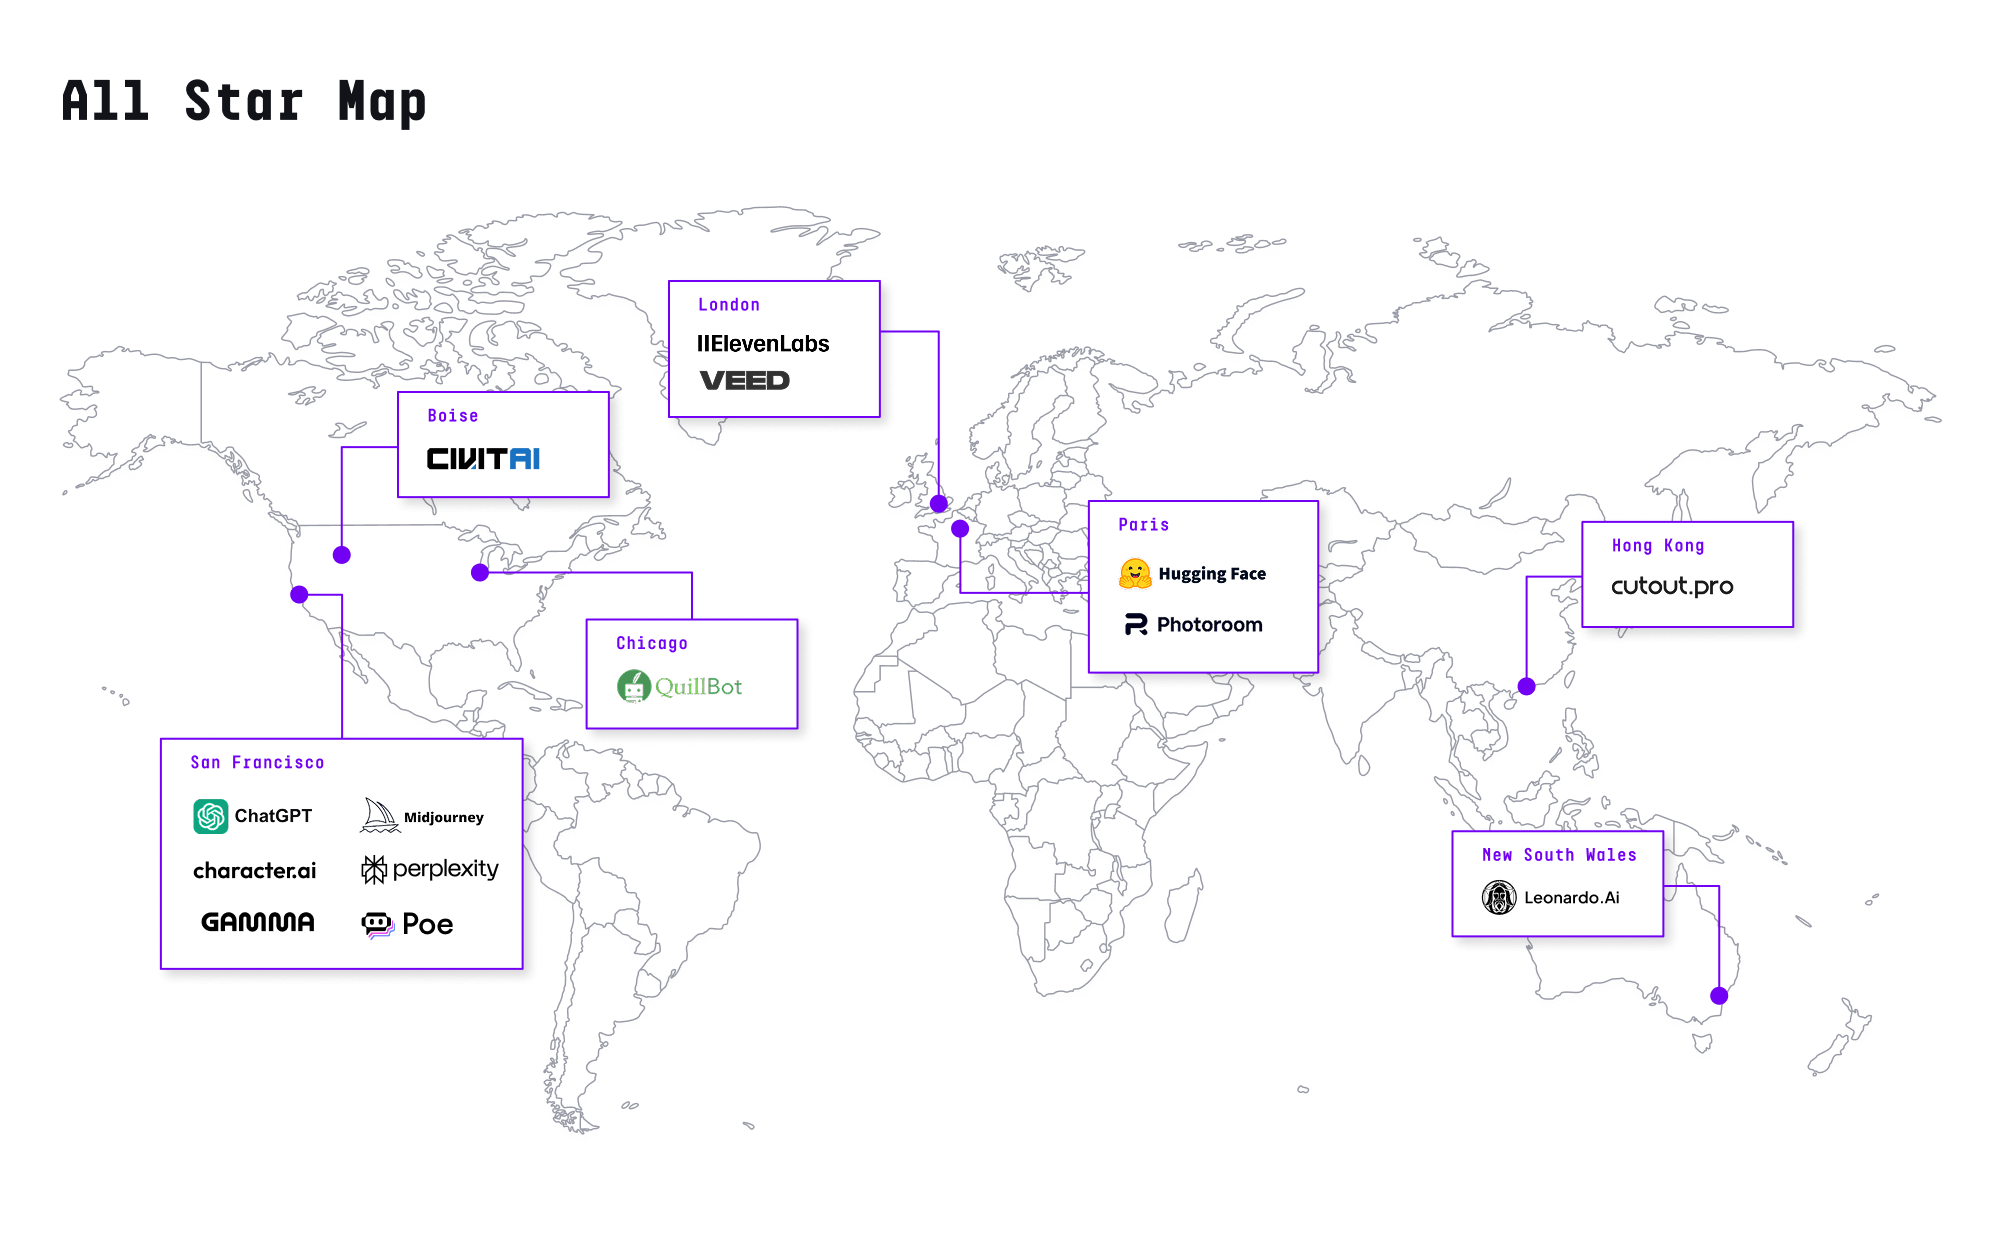 All Star Map
London
IIElevenLabs
VEED
Boise
CIVITAI
Paris
Hugging Face
Photoroom
Hong Kong
cutout.pro
Chicago
QuillBot
San Francisco
ChatGPT
Midjourney
character.ai
perplexity
GAMMA
Poe
New South Wales
Leonardo.Ai